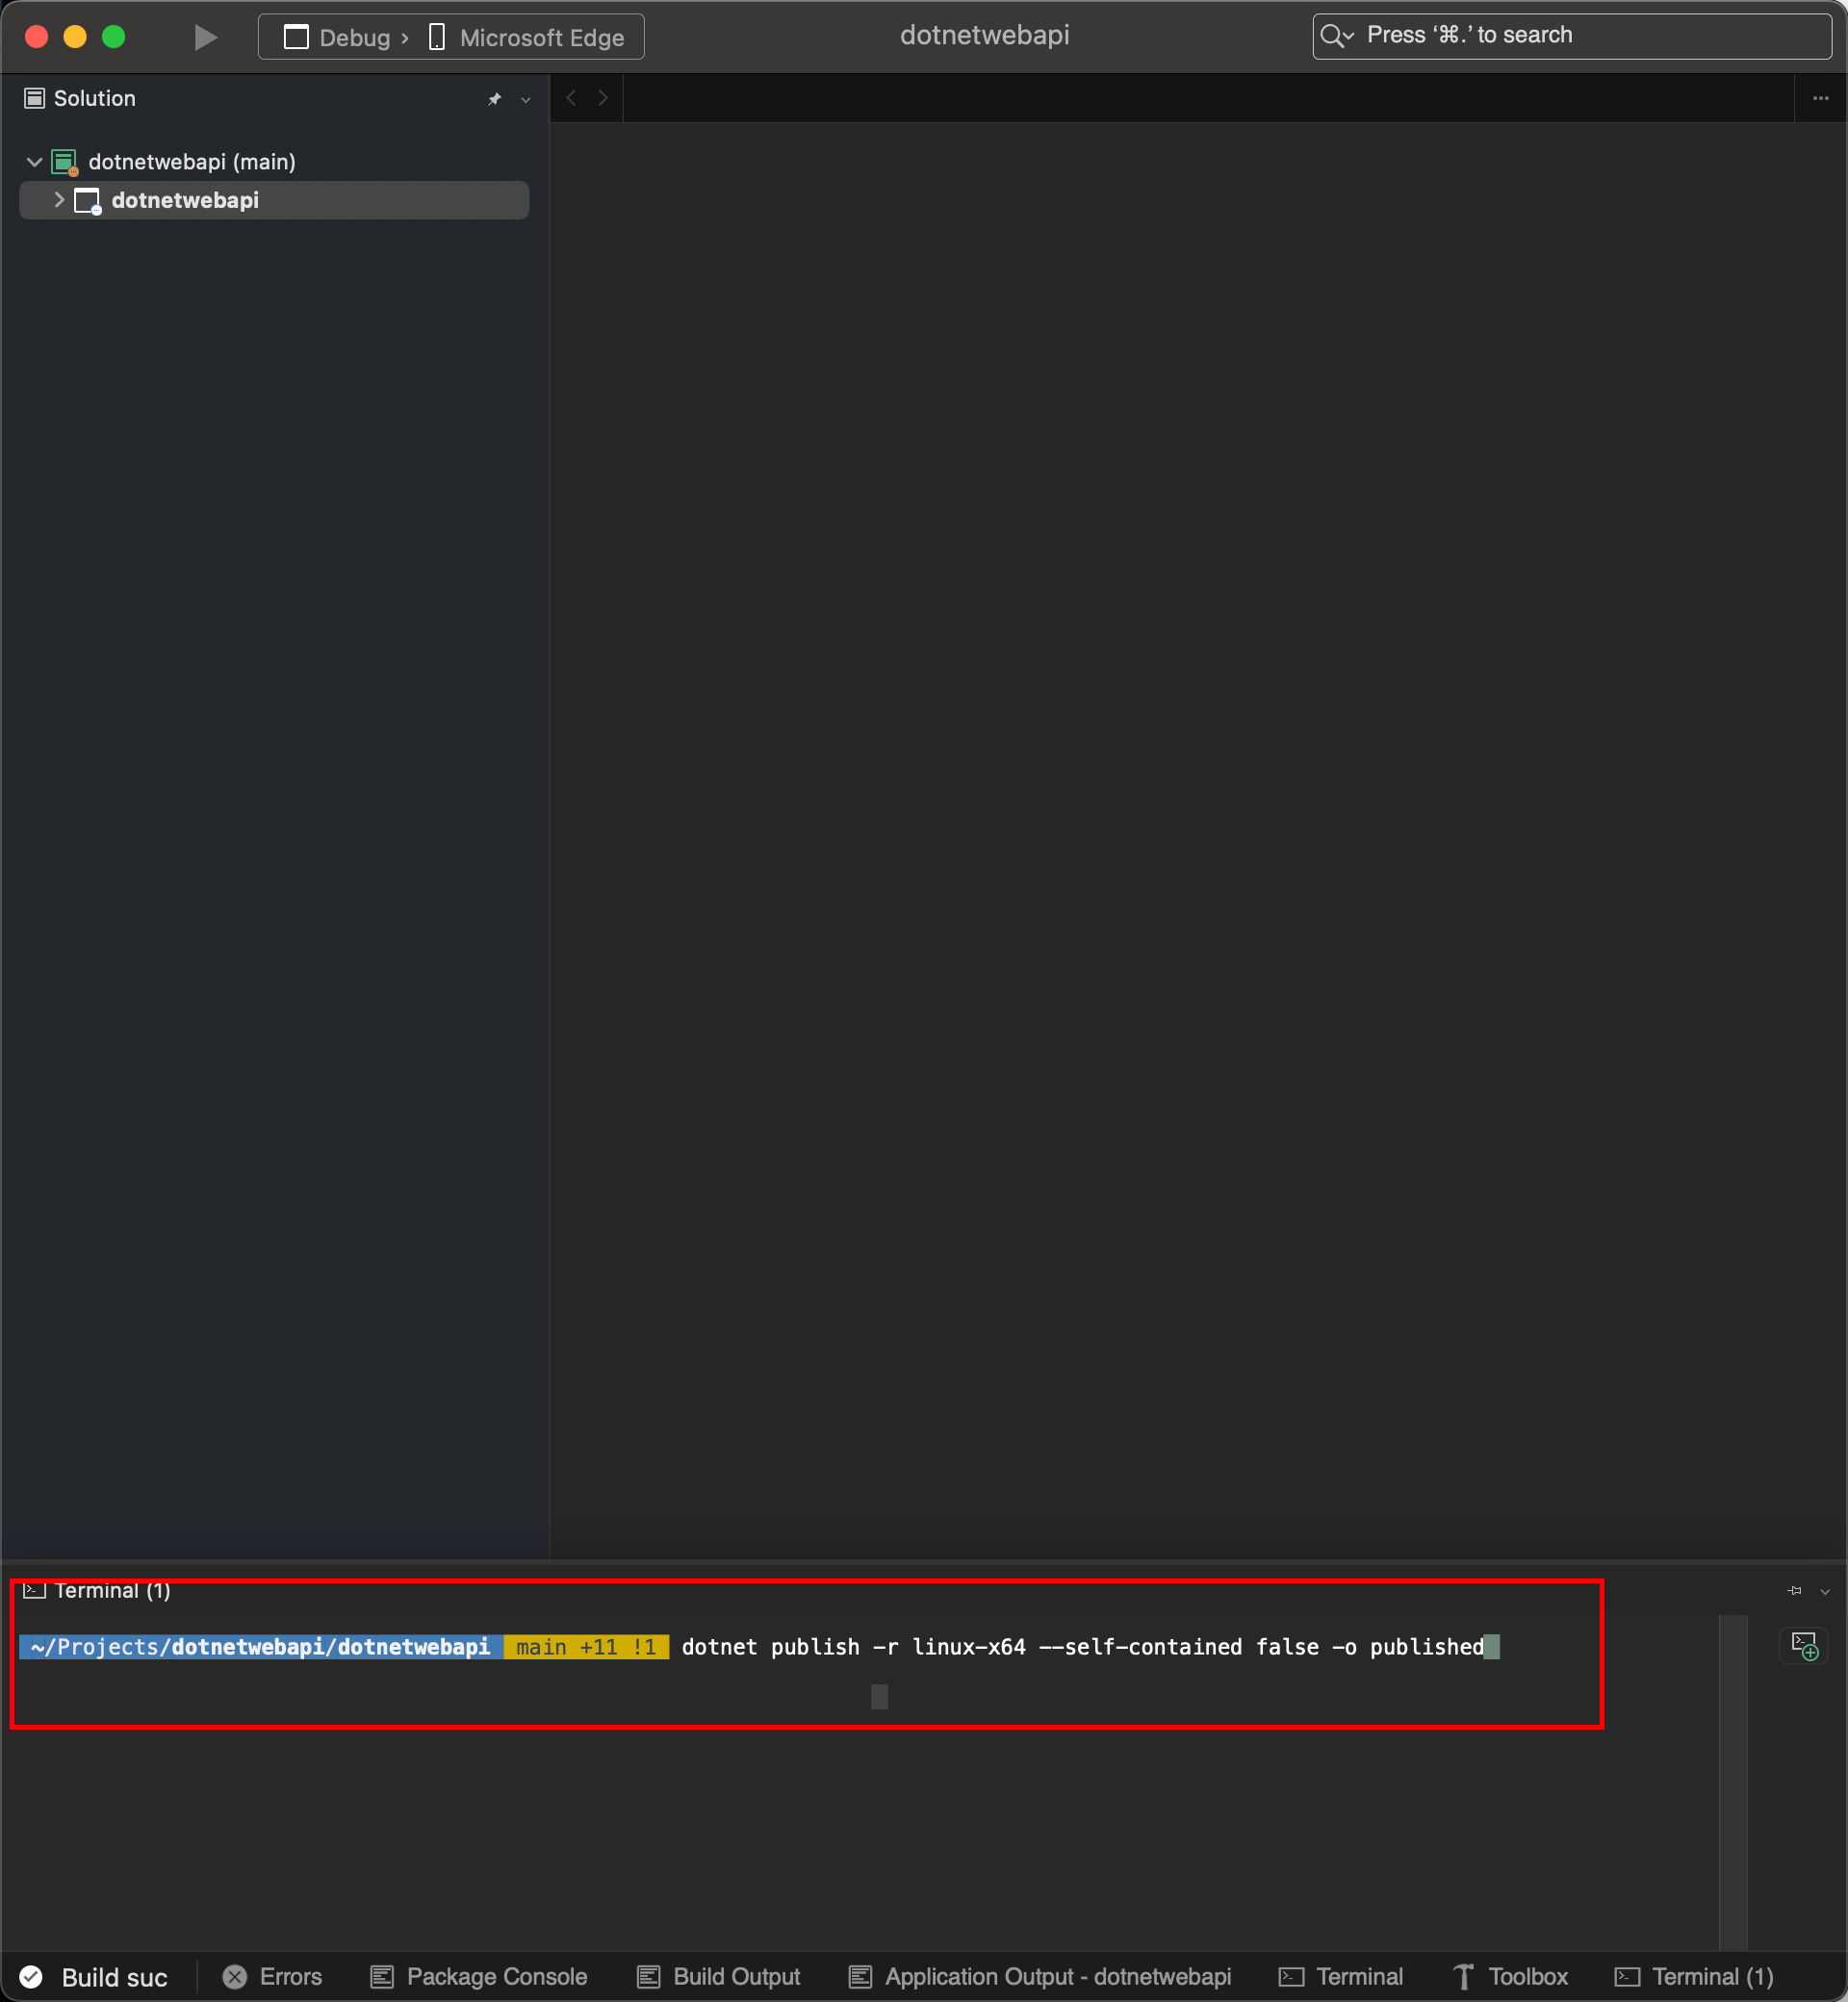 Debug › Microsoft Edge
dotnetwebapi
Press ‘⌘.’ to search
Solution
dotnetwebapi (main)
dotnetwebapi
Terminal (1)
~/Projects/dotnetwebapi/dotnetwebapi main +11 !1 dotnet publish -r linux-x64 --self-contained false -o published
Build suc Errors Package Console Build Output Application Output - dotnetwebapi Terminal Toolbox Terminal (1)